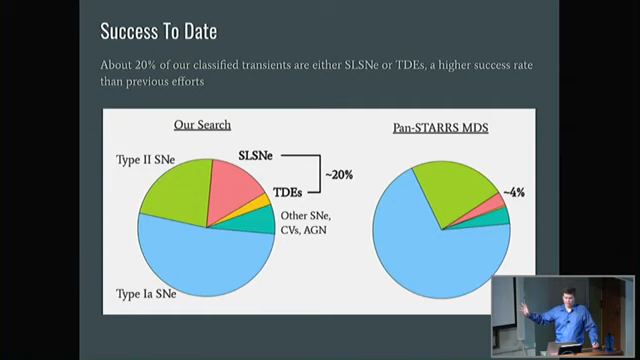 Success To Date
About 20% of our classified transients are either SLSNe or TDEs, a higher success rate
than previous efforts
Our Search
Pan-STARRS MDS
Type II SNe
SLSNe
~20%
TDEs
~4%
Other SNe,
CVs, AGN
Type Ia SNe